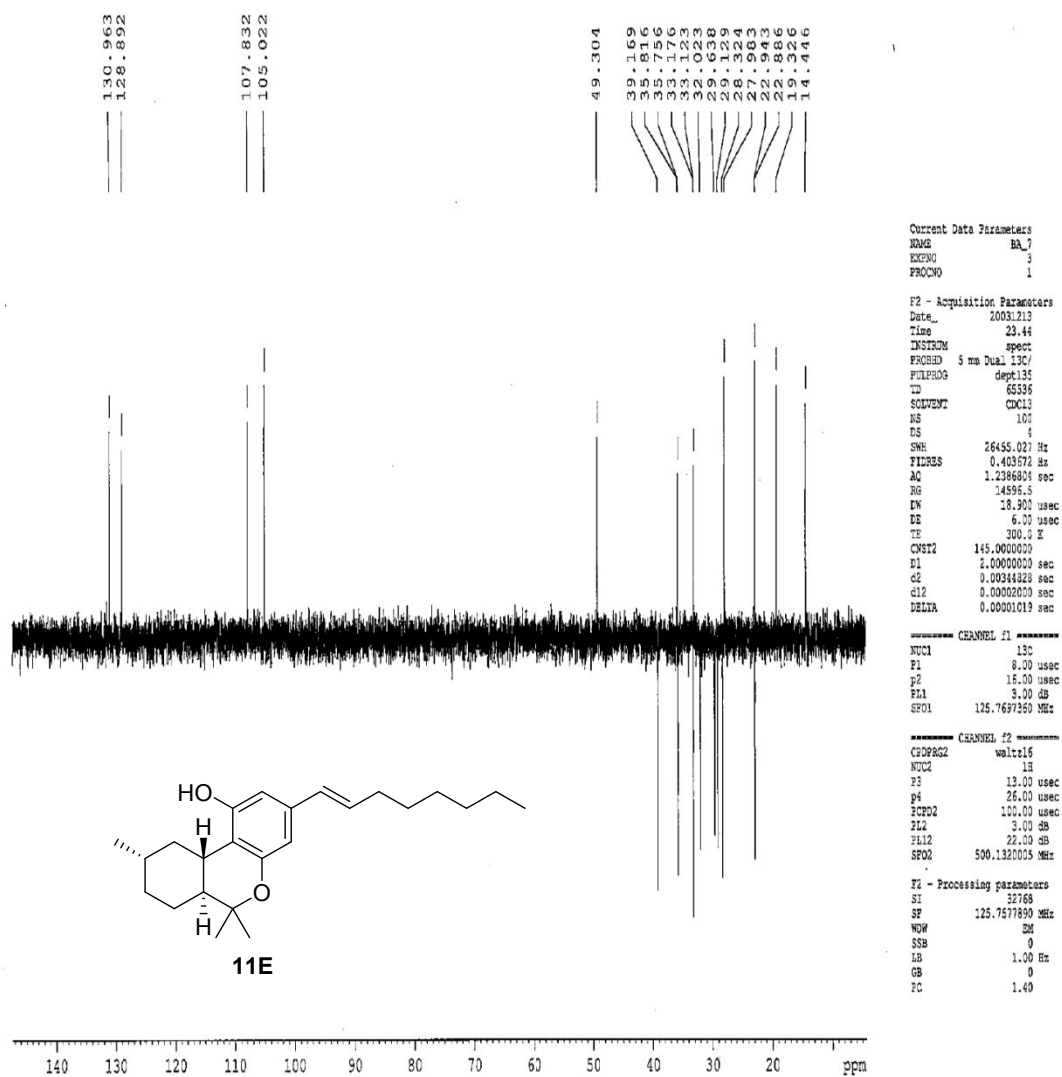 130.963
128.892
107.832
105.022
49.304
39.169
35.816
35.756
33.176
33.123
32.023
29.638
29.129
28.324
27.983
22.943
22.886
19.326
14.446
Current Data Parameters
NAME BA_7
EXPNO 3
PROCNO 1
F2 - Acquisition Parameters
Date_ 20031213
Time 23.44
INSTRUM spect
PROBHD 5 mm Dual 13C/
PULPROG dept135
TD 65536
SOLVENT CDCl3
NS 100
DS 4
SWH 26455.027 Hz
FIDRES 0.403672 Hz
AQ 1.2386804 sec
RG 14596.5
DW 18.900 usec
DE 6.00 usec
TE 300.0 K
CNST2 145.0000000
D1 2.00000000 sec
d2 0.00344828 sec
d12 0.00002000 sec
DELTA 0.00001019 sec
======== CHANNEL f1 ========
NUC1 13C
P1 8.00 usec
p2 16.00 usec
PL1 3.00 dB
SFO1 125.7697360 MHz
======== CHANNEL f2 ========
CPDPRG2 waltz16
NUC2 1H
P3 13.00 usec
p4 26.00 usec
PCPD2 100.00 usec
PL2 3.00 dB
PL12 22.00 dB
SFO2 500.1320005 MHz
F2 - Processing parameters
SI 32768
SF 125.7577890 MHz
WDW EM
SSB 0
LB 1.00 Hz
GB 0
PC 1.40
HO
H
O
H
11E
140 130 120 110 100 90 80 70 60 50 40 30 20 ppm